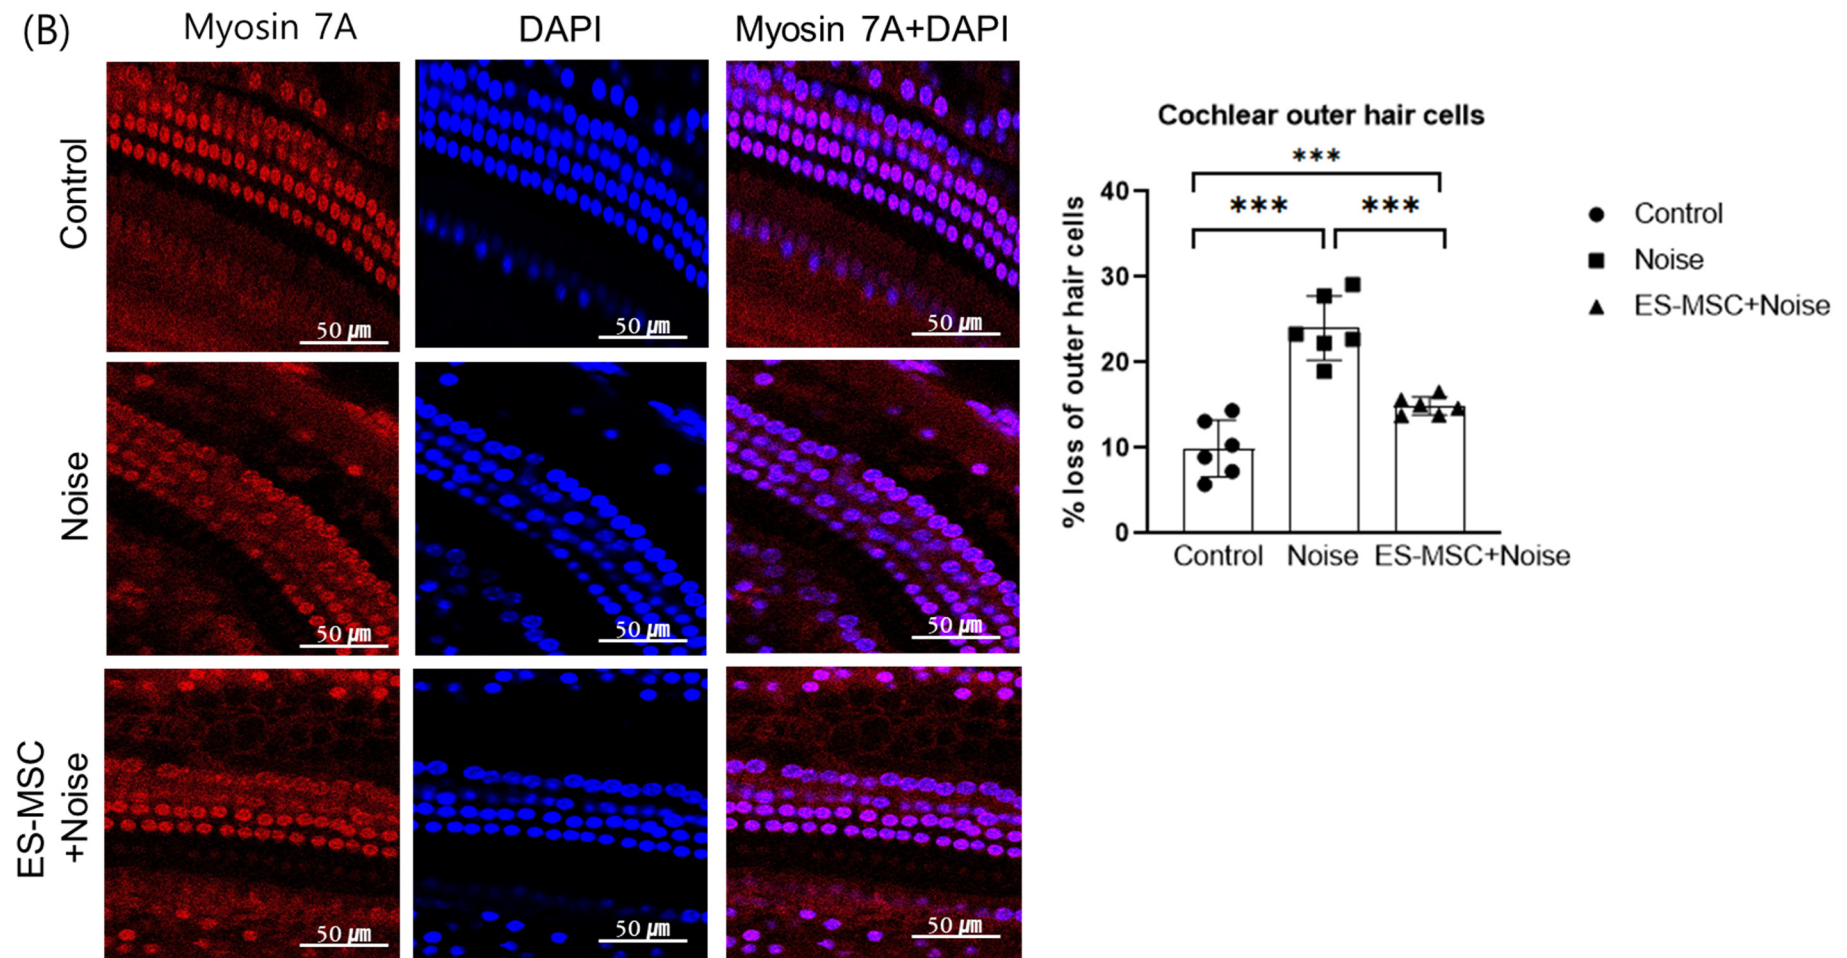 (B)
Myosin 7A
DAPI
Myosin 7A+DAPI
Control
50 ㎛
50 ㎛
50 ㎛
Noise
50 ㎛
50 ㎛
50 ㎛
ES-MSC
+Noise
50 ㎛
50 ㎛
50 ㎛
Cochlear outer hair cells
***
***
***
% loss of outer hair cells
40
30
20
10
0
Control
Noise
ES-MSC+Noise
Control
Noise
ES-MSC+Noise